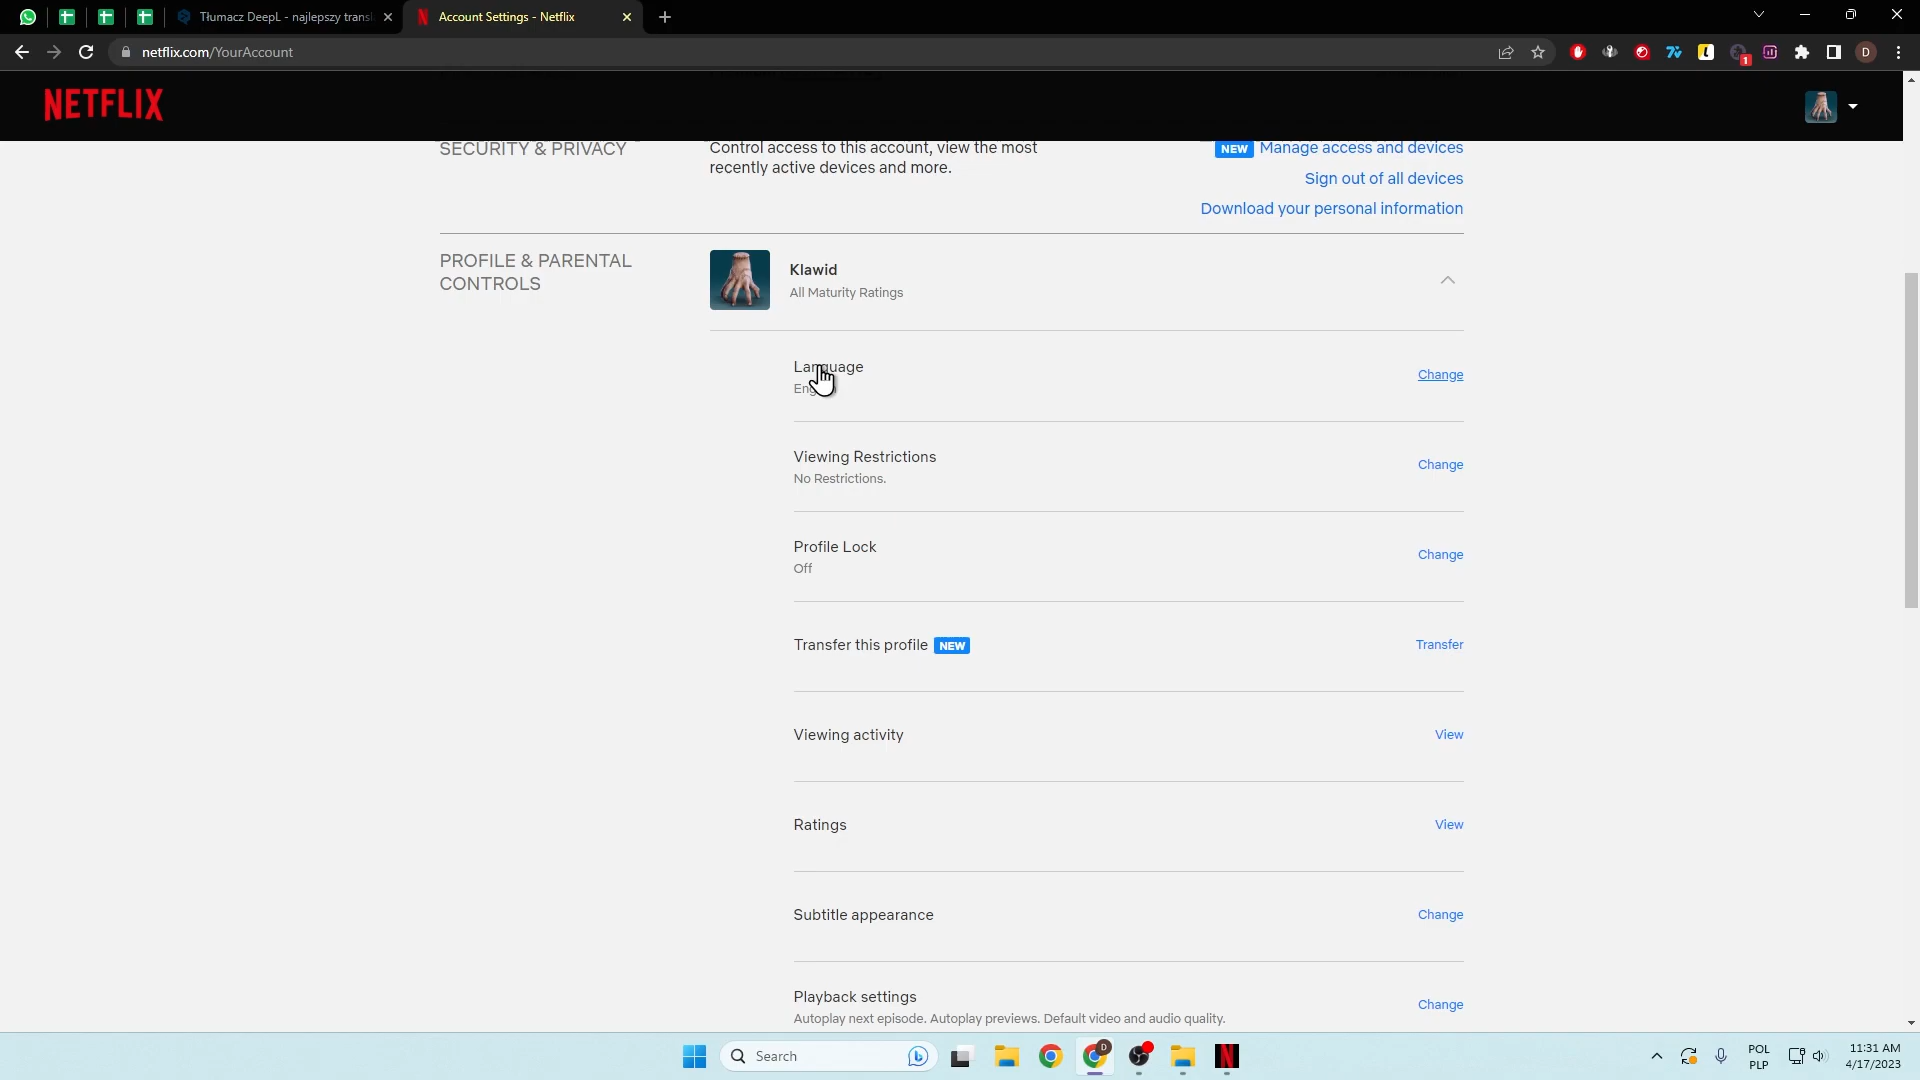 Tłumacz DeepL - najlepszy transl
Account Settings - Netflix
netflix.com/YourAccount
1
D
NETFLIX
SECURITY & PRIVACY
Control access to this account, view the most
recently active devices and more.
NEW Manage access and devices
Sign out of all devices
Download your personal information
PROFILE & PARENTAL
CONTROLS
Klawid
All Maturity Ratings
Language
Change
Viewing Restrictions
No Restrictions.
Change
Profile Lock
Off
Change
Transfer this profile NEW
Transfer
Viewing activity
View
Ratings
View
Subtitle appearance
Change
Playback settings
Autoplay next episode. Autoplay previews. Default video and audio quality.
Change
Search
D
POL
PLP
11:31 AM
4/17/2023